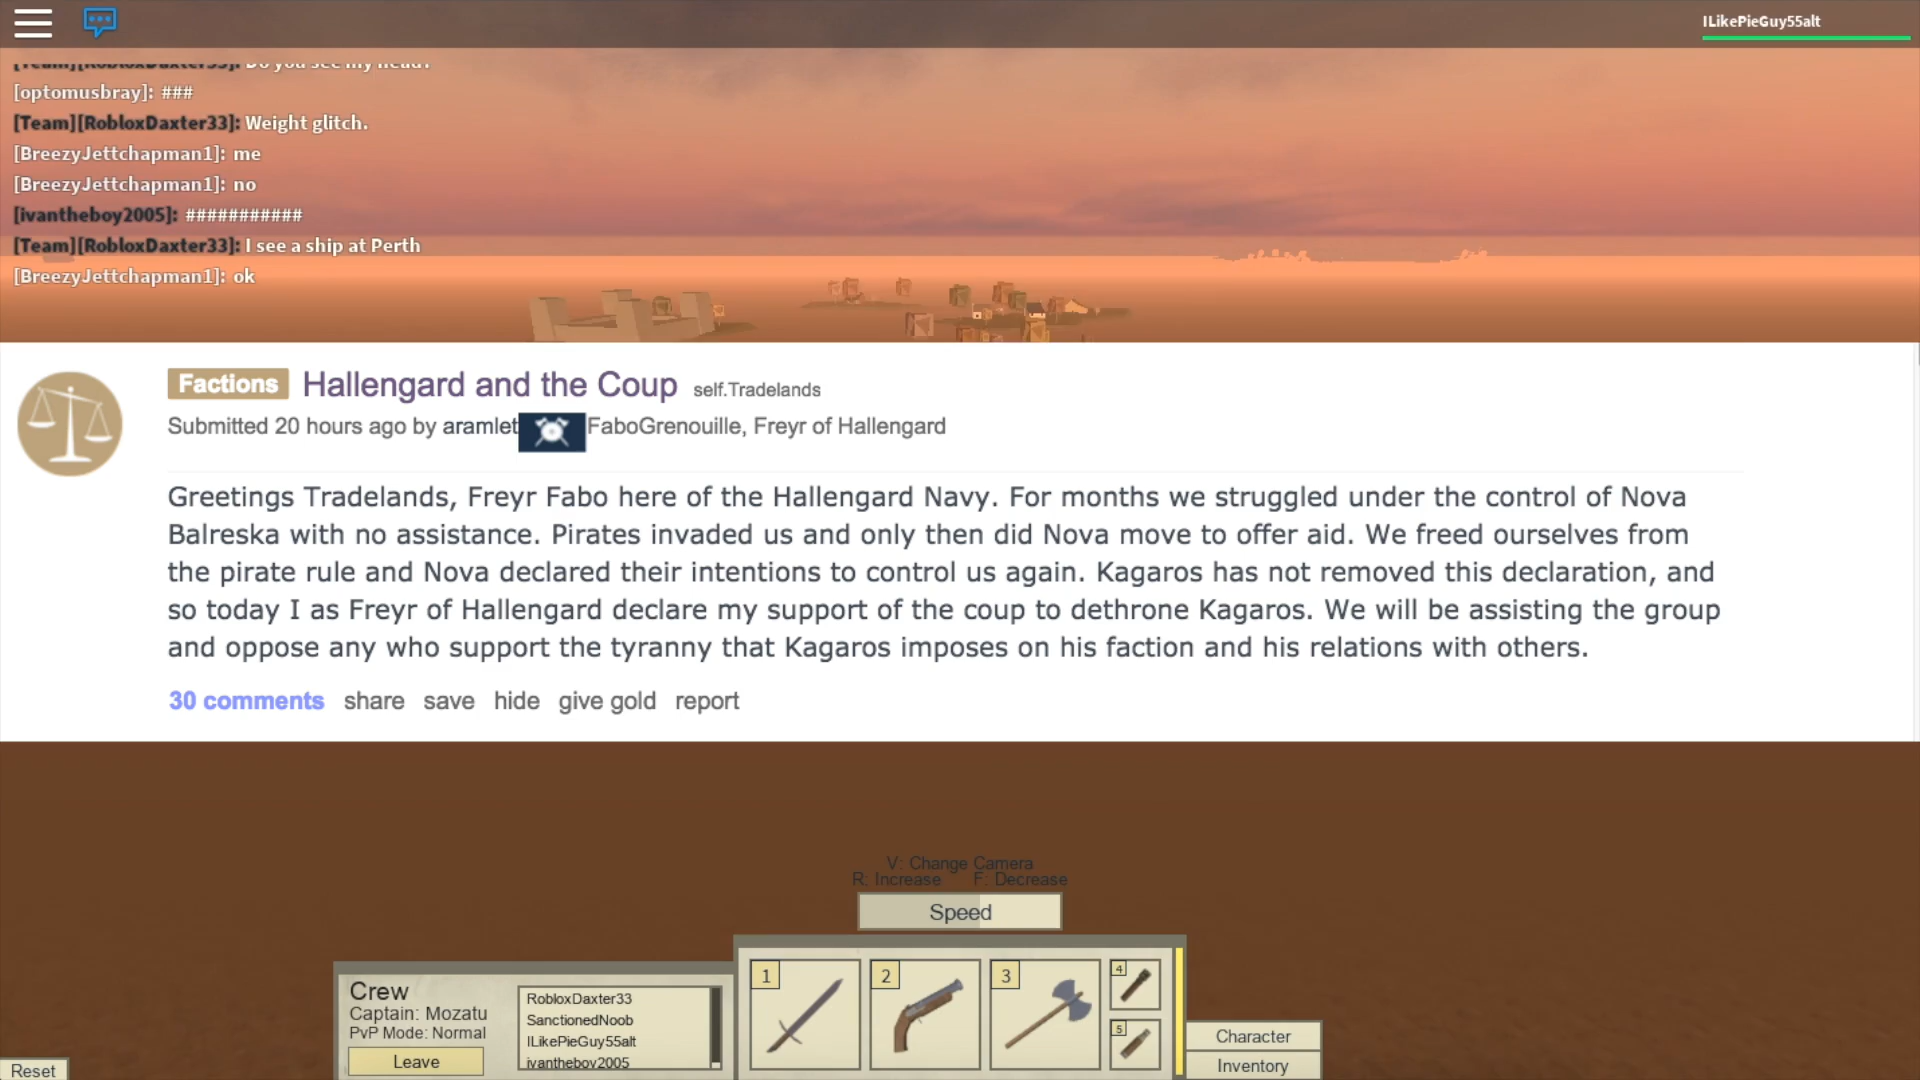 ILikePieGuy55alt
[Team][RobloxDaxter33]: Do you see my head?
[optomusbray]: ###
[Team][RobloxDaxter33]: Weight glitch.
[BreezyJettchapman1]: me
[BreezyJettchapman1]: no
[ivantheboy2005]: ###########
[Team][RobloxDaxter33]: I see a ship at Perth
[BreezyJettchapman1]: ok
Factions Hallengard and the Coup self.Tradelands
Submitted 20 hours ago by aramlet FaboGrenouille, Freyr of Hallengard
Greetings Tradelands, Freyr Fabo here of the Hallengard Navy. For months we struggled under the control of Nova
Balreska with no assistance. Pirates invaded us and only then did Nova move to offer aid. We freed ourselves from
the pirate rule and Nova declared their intentions to control us again. Kagaros has not removed this declaration, and
so today I as Freyr of Hallengard declare my support of the coup to dethrone Kagaros. We will be assisting the group
and oppose any who support the tyranny that Kagaros imposes on his faction and his relations with others.
30 comments share save hide give gold report
V: Change Camera
R: Increase F: Decrease
Speed
Crew
Captain: Mozatu
PvP Mode: Normal
Leave
RobloxDaxter33
SanctionedNoob
ILikePieGuy55alt
ivantheboy2005
1 2 3 4
5
Character
Inventory
Reset